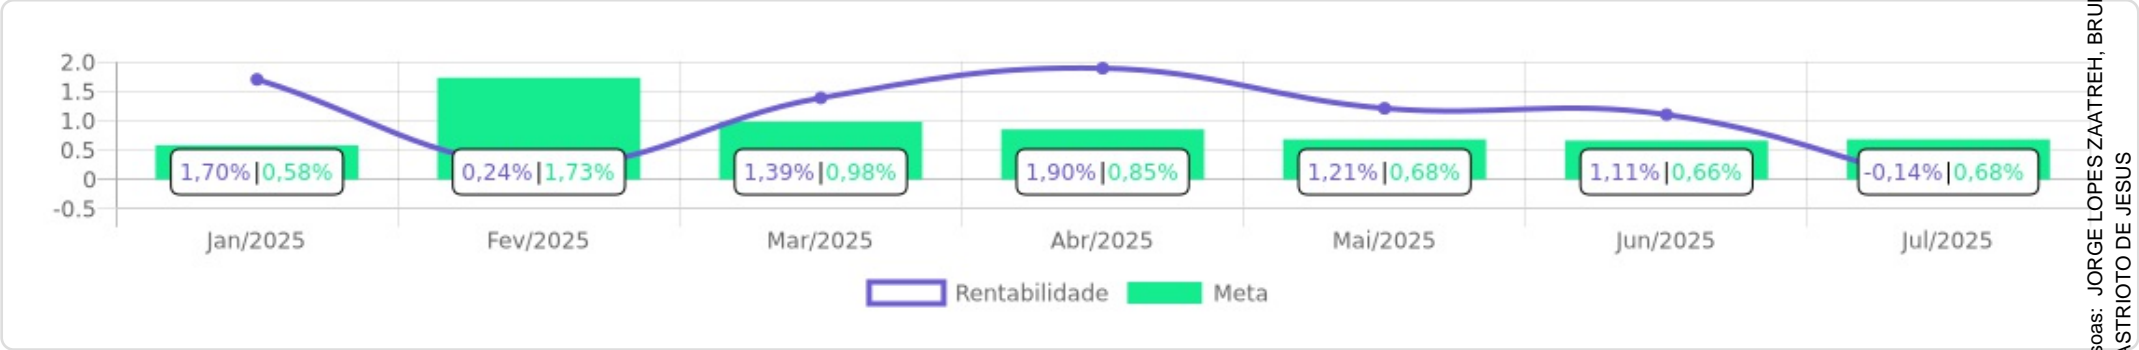 2.0
1.5
1.0
0.5
0
-0.5
1,70%|0,58%
0,24%|1,73%
1,39%|0,98%
1,90%|0,85%
1,21%|0,68%
1,11%|0,66%
-0,14%|0,68%
Jan/2025
Fev/2025
Mar/2025
Abr/2025
Mai/2025
Jun/2025
Jul/2025
Rentabilidade
Meta
soas: JORGE LOPES ZAATREH, BRU
ASTRIOTO DE JESUS